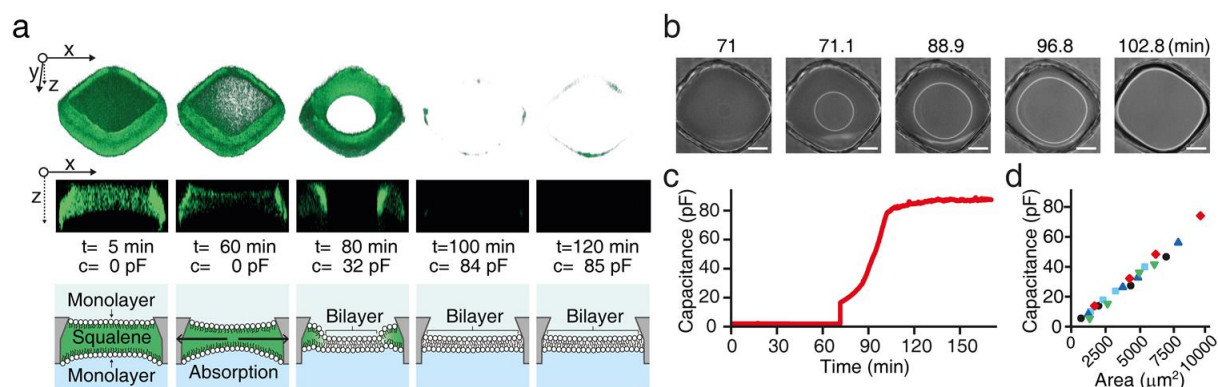 a
x
y
z
x
z
t= 5 min
c= 0 pF
t= 60 min
c= 0 pF
t= 80 min
c= 32 pF
t=100 min
c= 84 pF
t=120 min
c= 85 pF
Monolayer
Squalene
Monolayer
Absorption
Bilayer
Bilayer
Bilayer
b
71
71.1
88.9
96.8
102.8 (min)
c
Capacitance (pF)
80
60
40
20
0
0
30
60
90
120
150
Time (min)
d
Capacitance (pF)
80
60
40
20
0
2500
5000
7500
10000
Area (μm²)